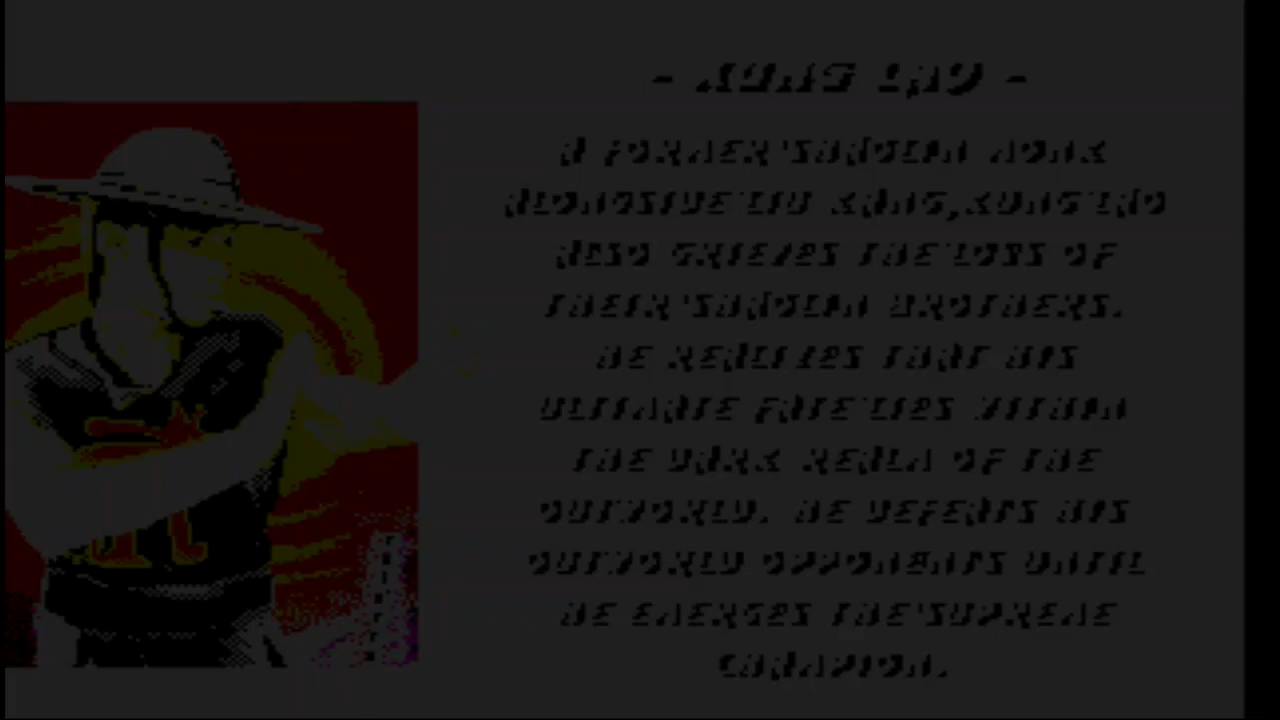 - KUNG LAO -
A FORMER SHAOLIN MONK
ALONGSIDE LIU KANG,KUNG LAO
ALSO GRIEVES THE LOSS OF
THEIR SHAOLIN BROTHERS.
HE REALIZES THAT HIS
ULTIMATE FATE LIES WITHIN
THE DARK REALM OF THE
OUTWORLD. HE DEFEATS HIS
OUTWORLD OPPONENTS UNTIL
HE EMERGES THE SUPREME
CHAMPION.